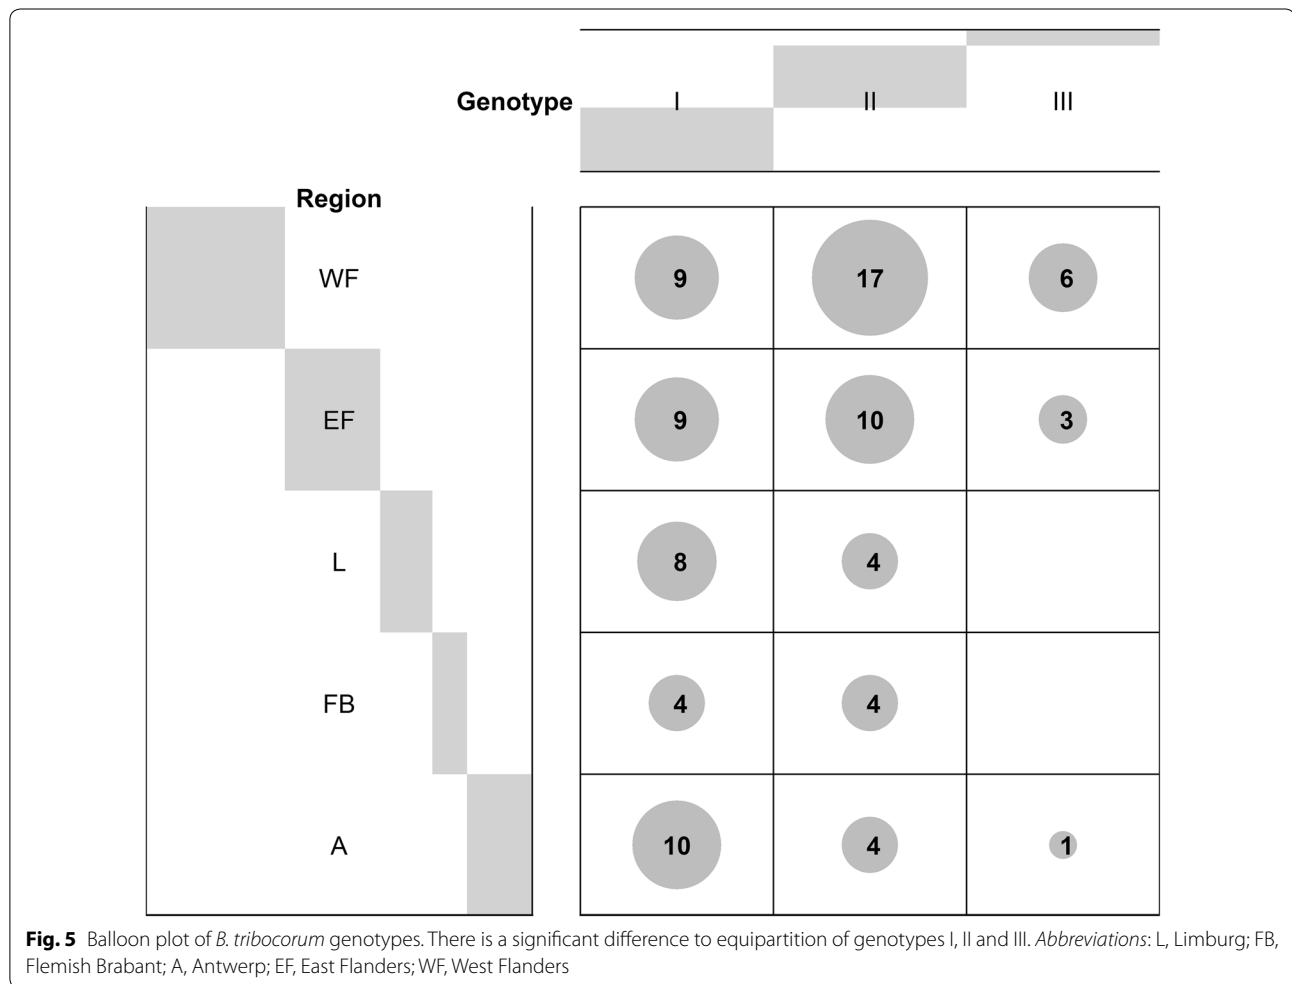 Genotype I II III
Region
WF 9 17 6
EF 9 10 3
L 8 4
FB 4 4
A 10 4 1
Fig. 5 Balloon plot of B. tribocorum genotypes. There is a significant difference to equipartition of genotypes I, II and III. Abbreviations: L, Limburg; FB,
Flemish Brabant; A, Antwerp; EF, East Flanders; WF, West Flanders